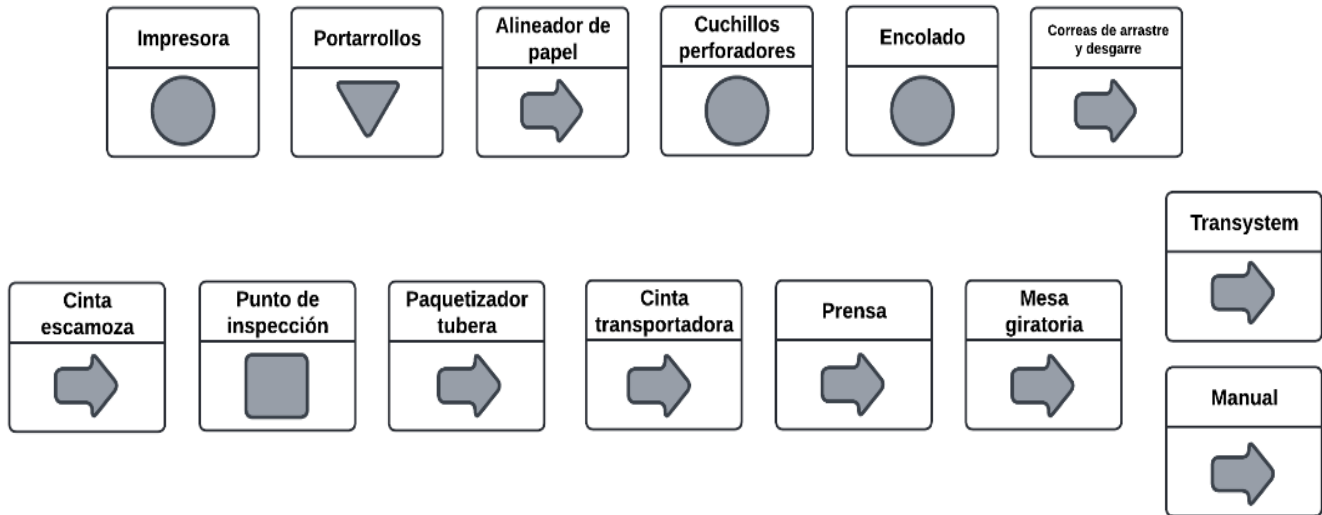 Impresora
Portarrollos
Alineador de
papel
Cuchillos
perforadores
Encolado
Correas de arrastre
y desgarre
Transystem
Cinta
escamoza
Punto de
inspección
Paquetizador
tubera
Cinta
transportadora
Prensa
Mesa
giratoria
Manual